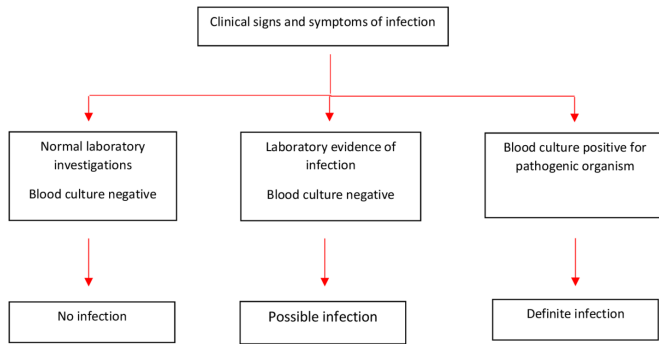 Clinical signs and symptoms of infection
Normal laboratory
investigations
Blood culture negative
Laboratory evidence of
infection
Blood culture negative
Blood culture positive for
pathogenic organism
No infection
Possible infection
Definite infection